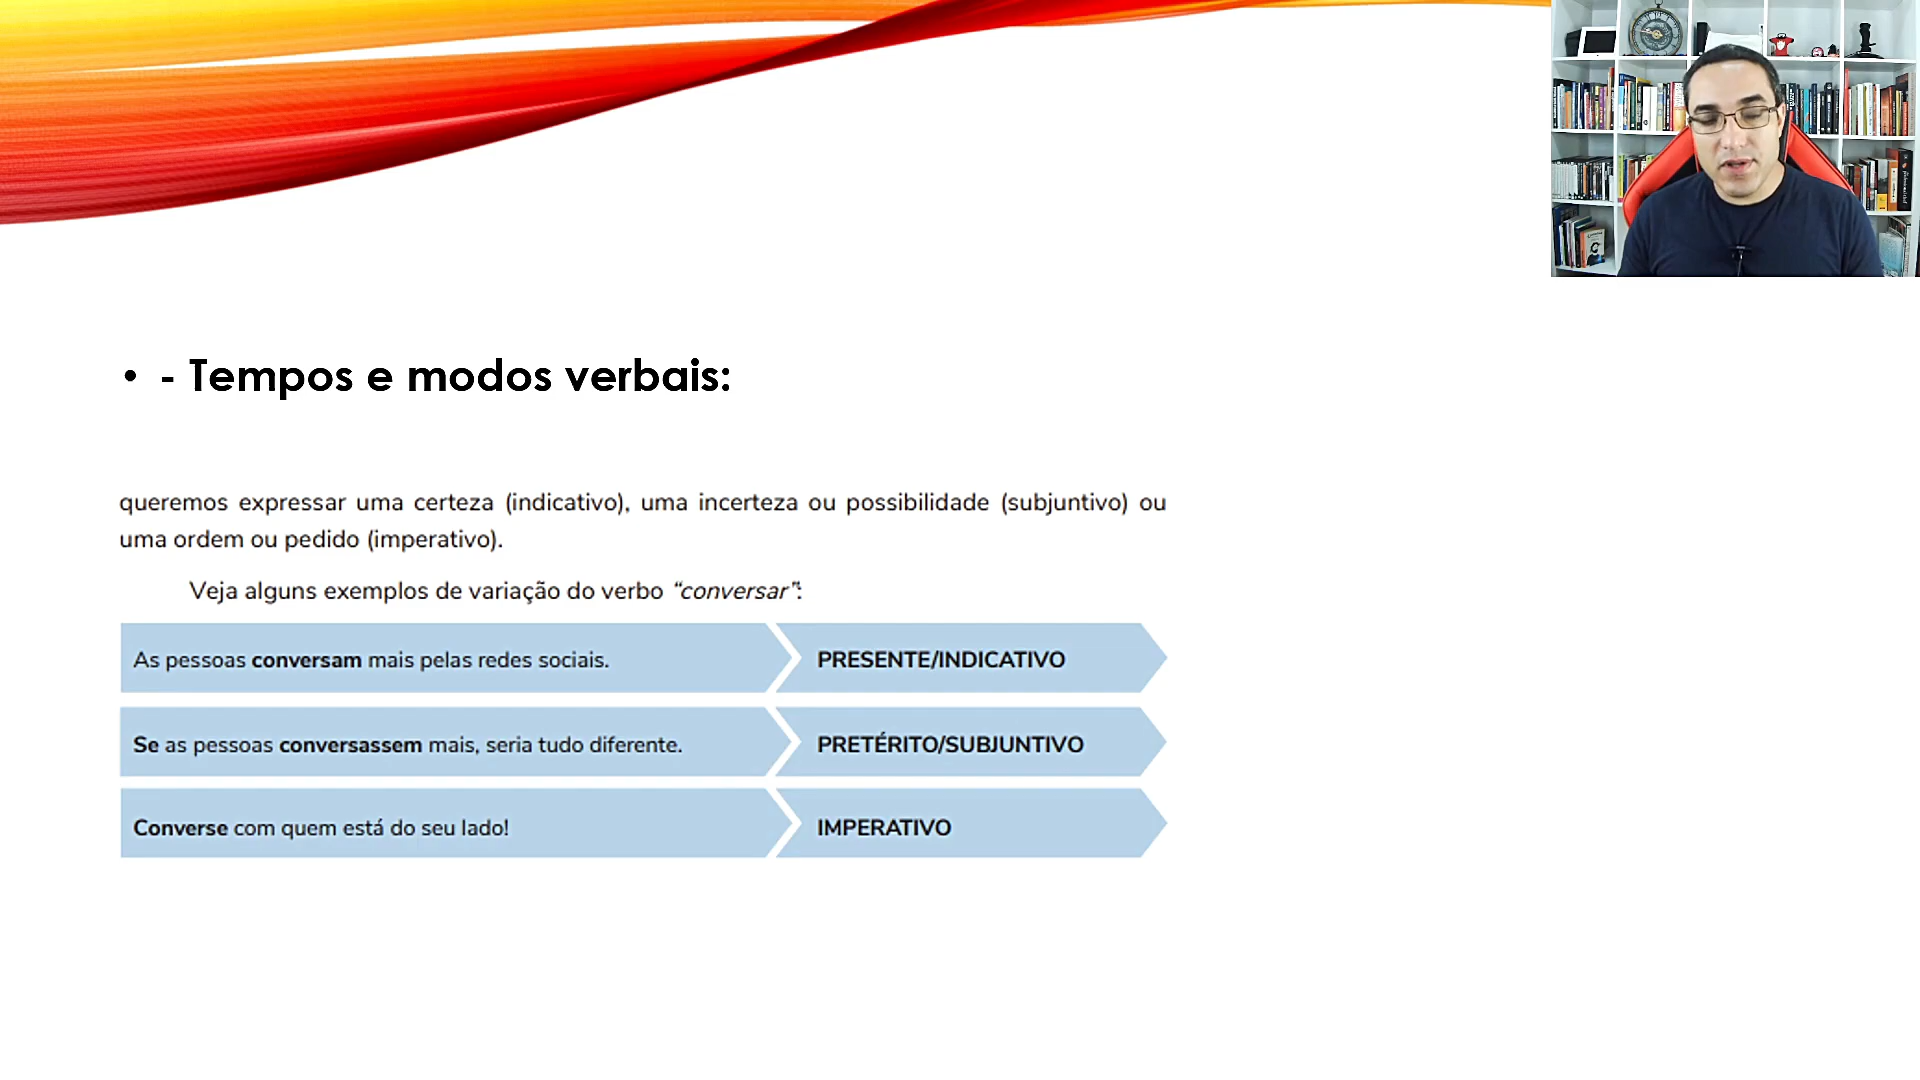 • - Tempos e modos verbais:
queremos expressar uma certeza (indicativo), uma incerteza ou possibilidade (subjuntivo) ou
uma ordem ou pedido (imperativo).
Veja alguns exemplos de variação do verbo “conversar”:
As pessoas conversam mais pelas redes sociais.
PRESENTE/INDICATIVO
Se as pessoas conversassem mais, seria tudo diferente.
PRETÉRITO/SUBJUNTIVO
Converse com quem está do seu lado!
IMPERATIVO